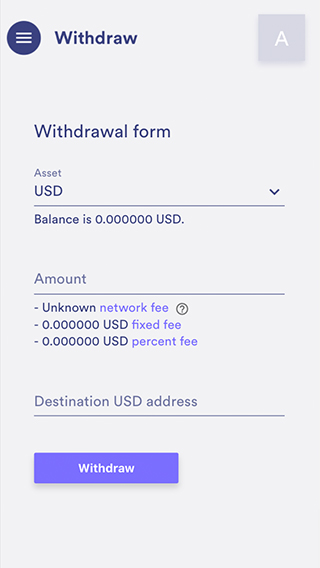 Withdraw
A
Withdrawal form
Asset
USD
Balance is 0.000000 USD.
Amount
- Unknown network fee ?
- 0.000000 USD fixed fee
- 0.000000 USD percent fee
Destination USD address
Withdraw